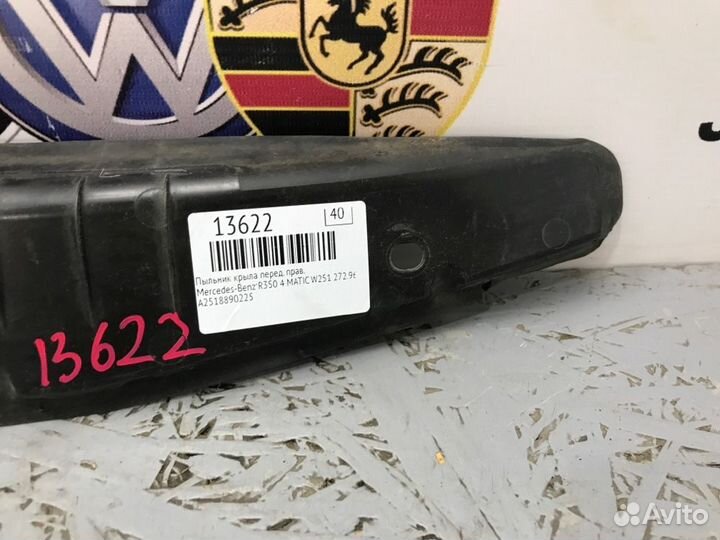 13622
40
Пыльник крыла перед. прав.
Mercedes-Benz R350 4 MATIC W251 272.9
A2518890225
13622
Avito